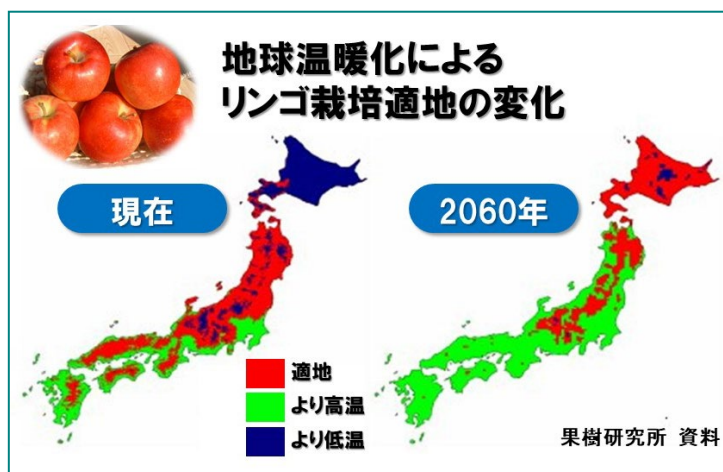 地球温暖化による
リンゴ栽培適地の変化
現在
2060年
適地
より高温
より低温
果樹研究所 資料